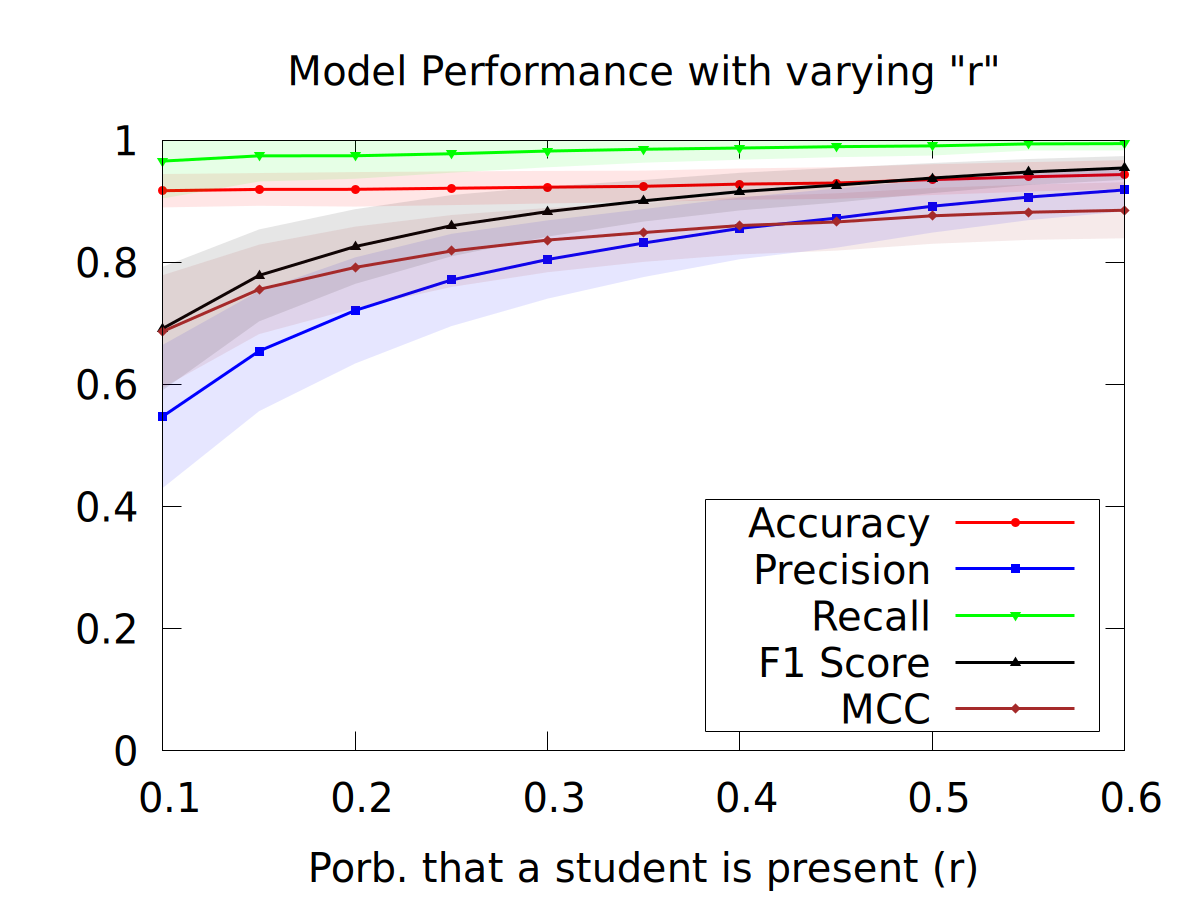 Model Performance with varying "r"
1
0.8
0.6
0.4
0.2
0
Accuracy
Precision
Recall
F1 Score
MCC
0.1 0.2 0.3 0.4 0.5 0.6
Porb. that a student is present (r)